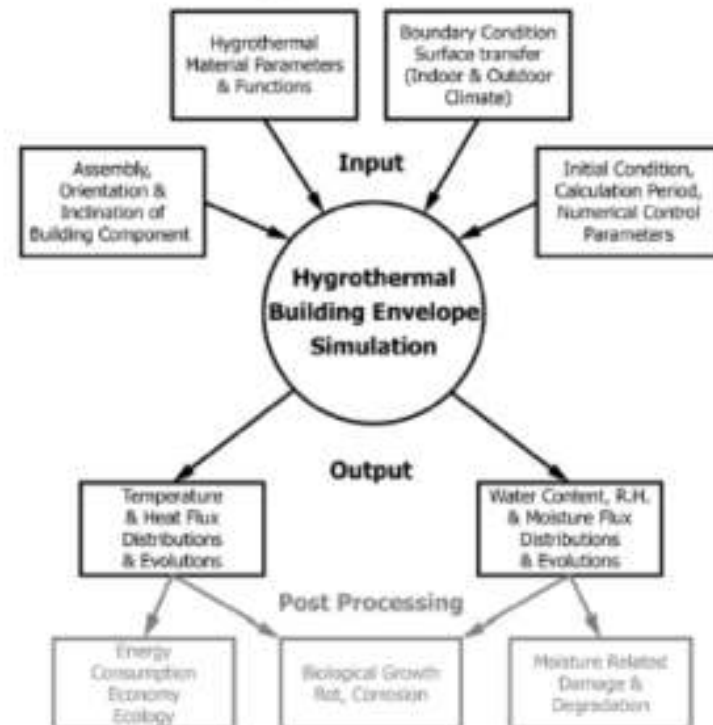 Hygrothermal
Material Parameters
& Functions
Boundary Condition
Surface transfer
(Indoor & Outdoor
Climate)
Assembly,
Orientation &
Inclination of
Building Component
Input
Initial Condition,
Calculation Period,
Numerical Control
Parameters
Hygrothermal
Building Envelope
Simulation
Output
Temperature
& Heat Flux
Distributions
& Evolutions
Water Content, R.H.
& Moisture Flux
Distributions
& Evolutions
Post Processing
Energy
Consumption
Economy
Ecology
Biological Growth
Rot, Corrosion
Moisture Related
Damage &
Degradation